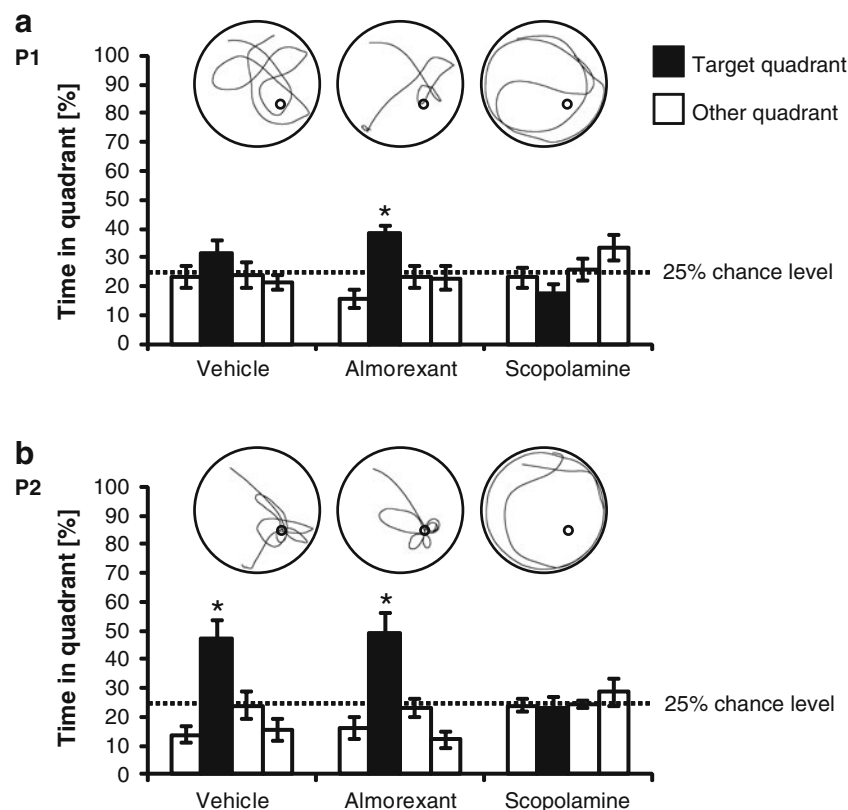 a
P1
Time in quadrant [%]
100
90
80
70
60
50
40
30
20
10
0
*
Target quadrant
Other quadrant
25% chance level
Vehicle Almorexant Scopolamine
b
P2
Time in quadrant [%]
100
90
80
70
60
50
40
30
20
10
0
* *
25% chance level
Vehicle Almorexant Scopolamine